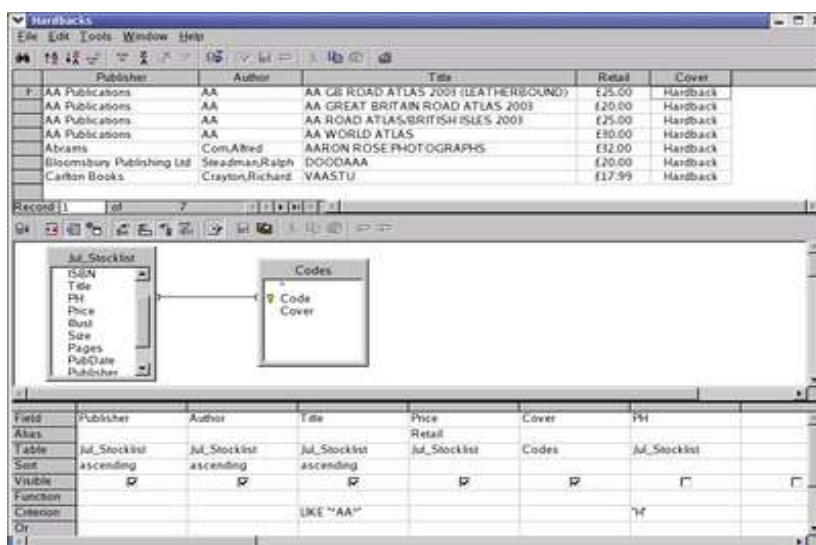 Hardbacks
File Edit Tools Window Help
Publisher Author Title Retail Cover
AA Publications AA AA GB ROAD ATLAS 2003 (LEATHERBOUND) £25.00 Hardback
AA Publications AA AA GREAT BRITAIN ROAD ATLAS 2003 £20.00 Hardback
AA Publications AA AA ROAD ATLAS/BRITISH ISLES 2003 £25.00 Hardback
AA Publications AA AA WORLD ATLAS £30.00 Hardback
Abrams Com,Alfred AARON ROSE PHOTOGRAPHS £32.00 Hardback
Bloomsbury Publishing Ltd Steadman,Ralph DOODAAA £20.00 Hardback
Carlton Books Crayton,Richard VAASTU £17.99 Hardback
Record 1 of 7
Jul_Stocklist
ISBN
Title
PH
Price
Illust
Size
Pages
PubDate
Publisher
Codes
*
Code
Cover
Field Publisher Author Title Price Cover PH
Alias Retail
Table Jul_Stocklist Jul_Stocklist Jul_Stocklist Jul_Stocklist Codes Jul_Stocklist
Sort ascending ascending ascending
Visible
Function
Criterion LIKE '*AA*' 'H'
Or